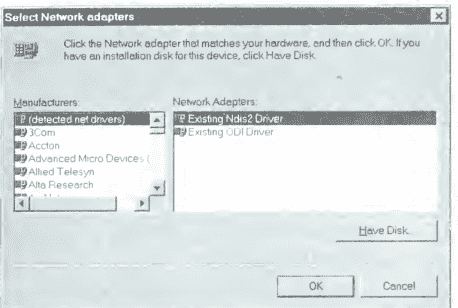 Select Network adapters
Click the Network adapter that matches your hardware, and then click OK. If you
have an installation disk for this device, click Have Disk.
Manufacturers:
(detected net drivers)
3Com
Accton
Advanced Micro Devices (
Allied Telesyn
Alta Research
Network Adapters:
Existing Ndis2 Driver
Existing ODI Driver
Have Disk...
OK
Cancel